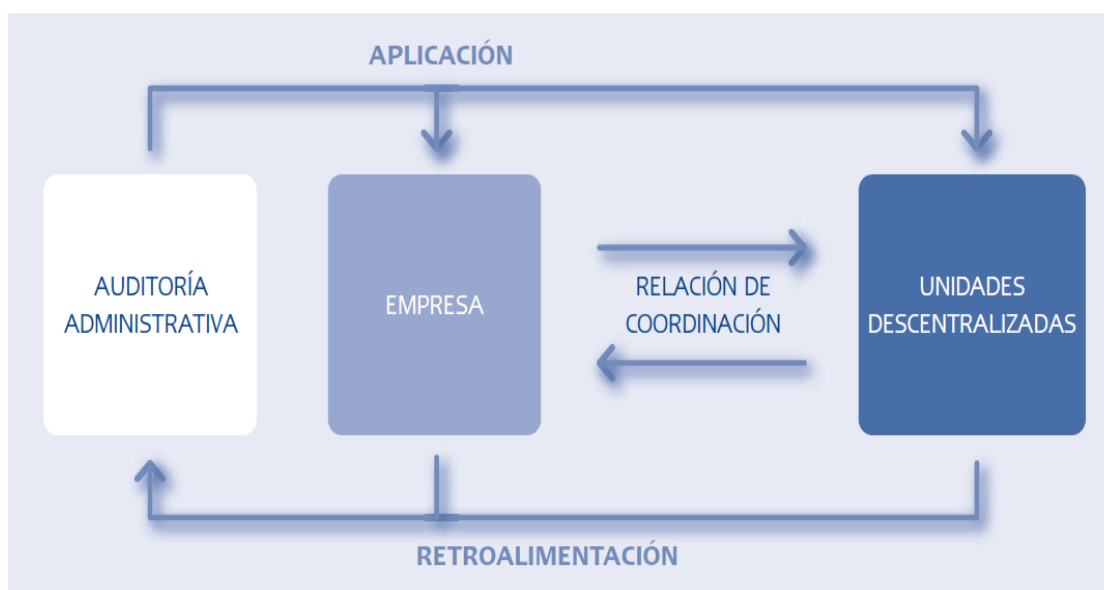 APLICACIÓN
AUDITORÍA
ADMINISTRATIVA
EMPRESA
RELACIÓN DE
COORDINACIÓN
UNIDADES
DESCENTRALIZADAS
RETROALIMENTACIÓN